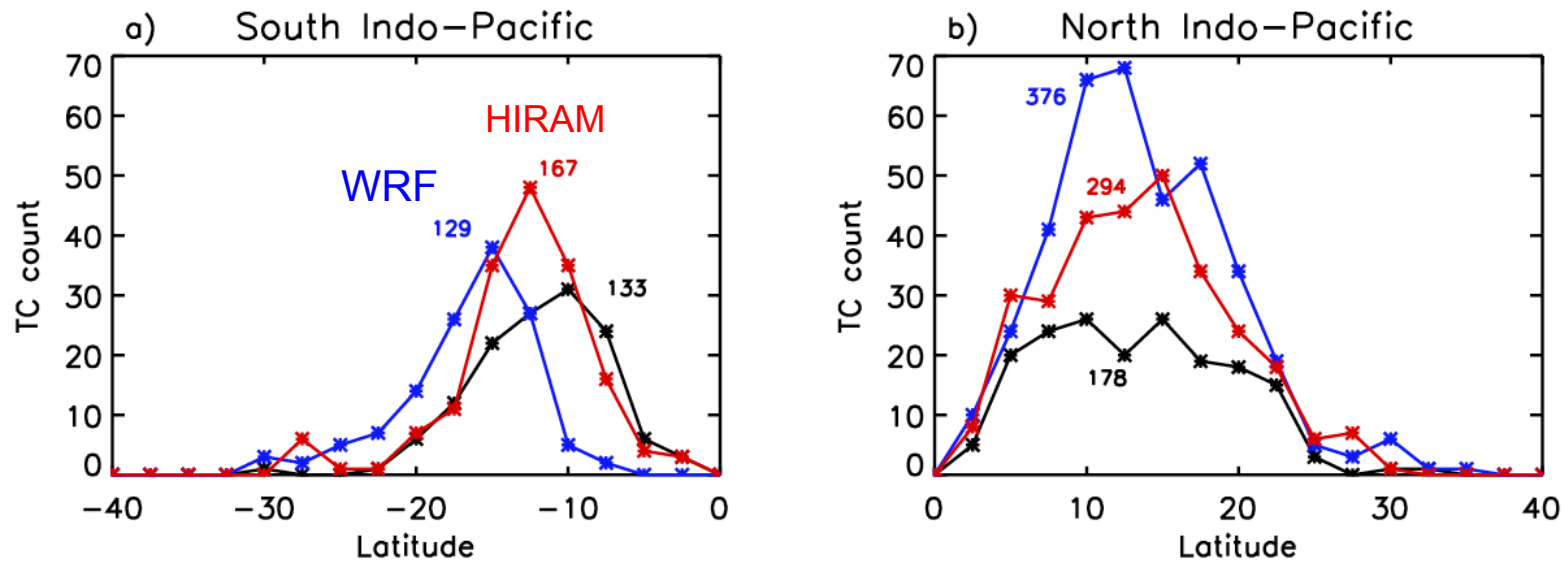 a) South Indo-Pacific
70
60
50
40
30
20
10
0
TC count
HIRAM
167
WRF
129
133
-40 -30 -20 -10 0
Latitude
b) North Indo-Pacific
70
60
50
40
30
20
10
0
TC count
376
294
178
0 10 20 30 40
Latitude